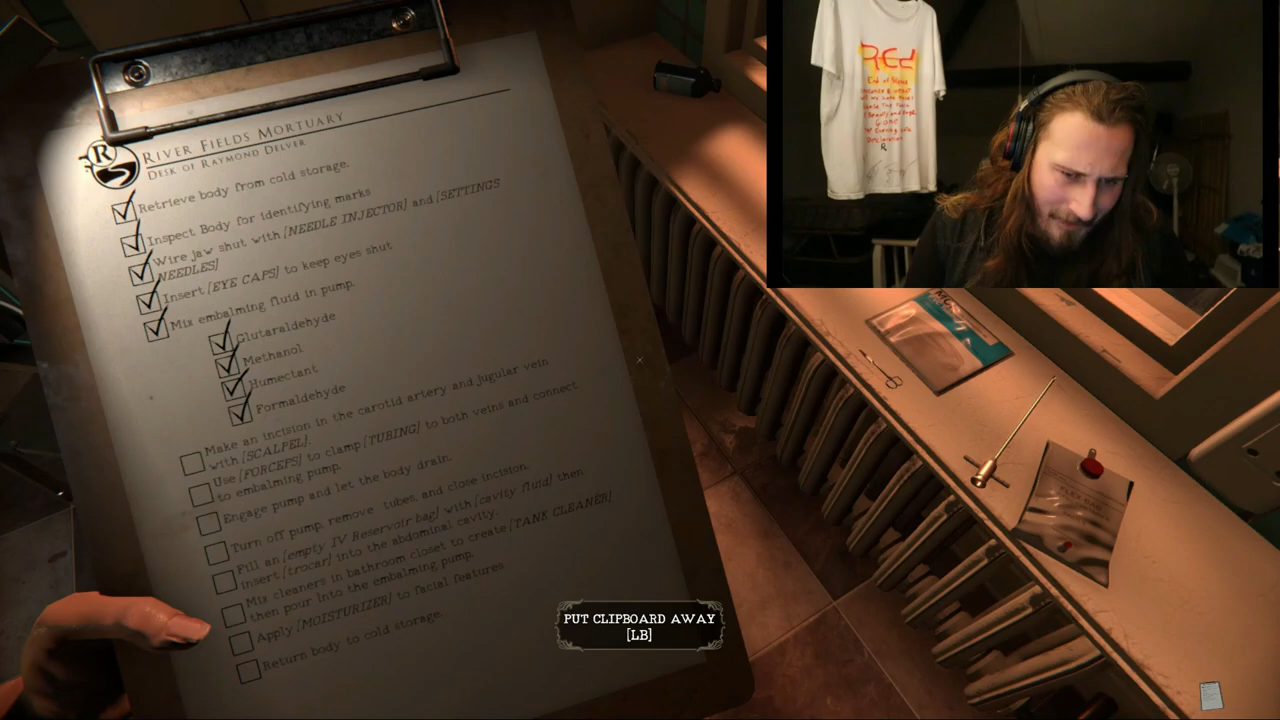 RIVER FIELDS MORTUARY
DESK OF RAYMOND DELVER
Retrieve body from cold storage.
Inspect Body for identifying marks
Wire jaw shut with [NEEDLE INJECTOR] and [SETTINGS
NEEDLES]
Insert [EYE CAPS] to keep eyes shut
Mix embalming fluid in pump.
Glutaraldehyde
Methanol
Humectant
Formaldehyde
Make an incision in the carotid artery and jugular vein
with [SCALPEL].
Use [FORCEPS] to clamp [TUBING] to both veins and connect
to embalming pump.
Engage pump and let the body drain.
Turn off pump, remove tubes, and close incision.
Fill an [empty IV Reservoir bag] with [cavity fluid] then
insert [trocar] into the abdominal cavity.
Mix cleaners in bathroom closet to create [TANK CLEANER]
then pour into the embalming pump.
Apply [MOISTURIZER] to facial features
Return body to cold storage.
PUT CLIPBOARD AWAY
[LB]
RED
End of Silence
GONE
R